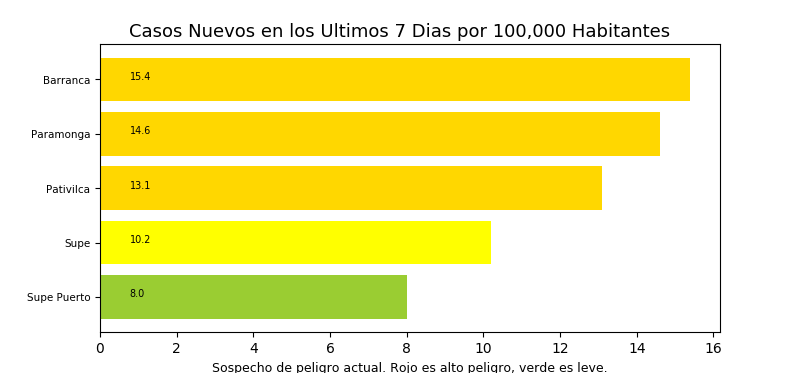 Casos Nuevos en los Ultimos 7 Dias por 100,000 Habitantes
Barranca 15.4
Paramonga 14.6
Pativilca 13.1
Supe 10.2
Supe Puerto 8.0
0 2 4 6 8 10 12 14 16
Sospecho de peligro actual. Rojo es alto peligro, verde es leve.